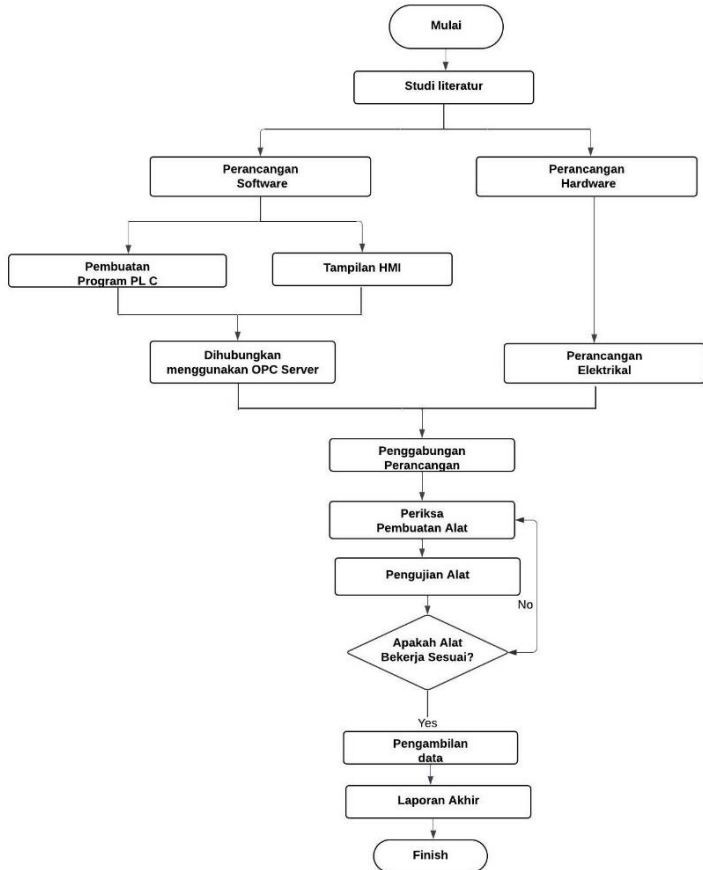 Mulai
Studi literatur
Perancangan
Software
Perancangan
Hardware
Pembuatan
Program PL C
Tampilan HMI
Dihubungkan
menggunakan OPC Server
Perancangan
Elektrikal
Penggabungan
Perancangan
Periksa
Pembuatan Alat
Pengujian Alat
No
Apakah Alat
Bekerja Sesuai?
Yes
Pengambilan
data
Laporan Akhir
Finish